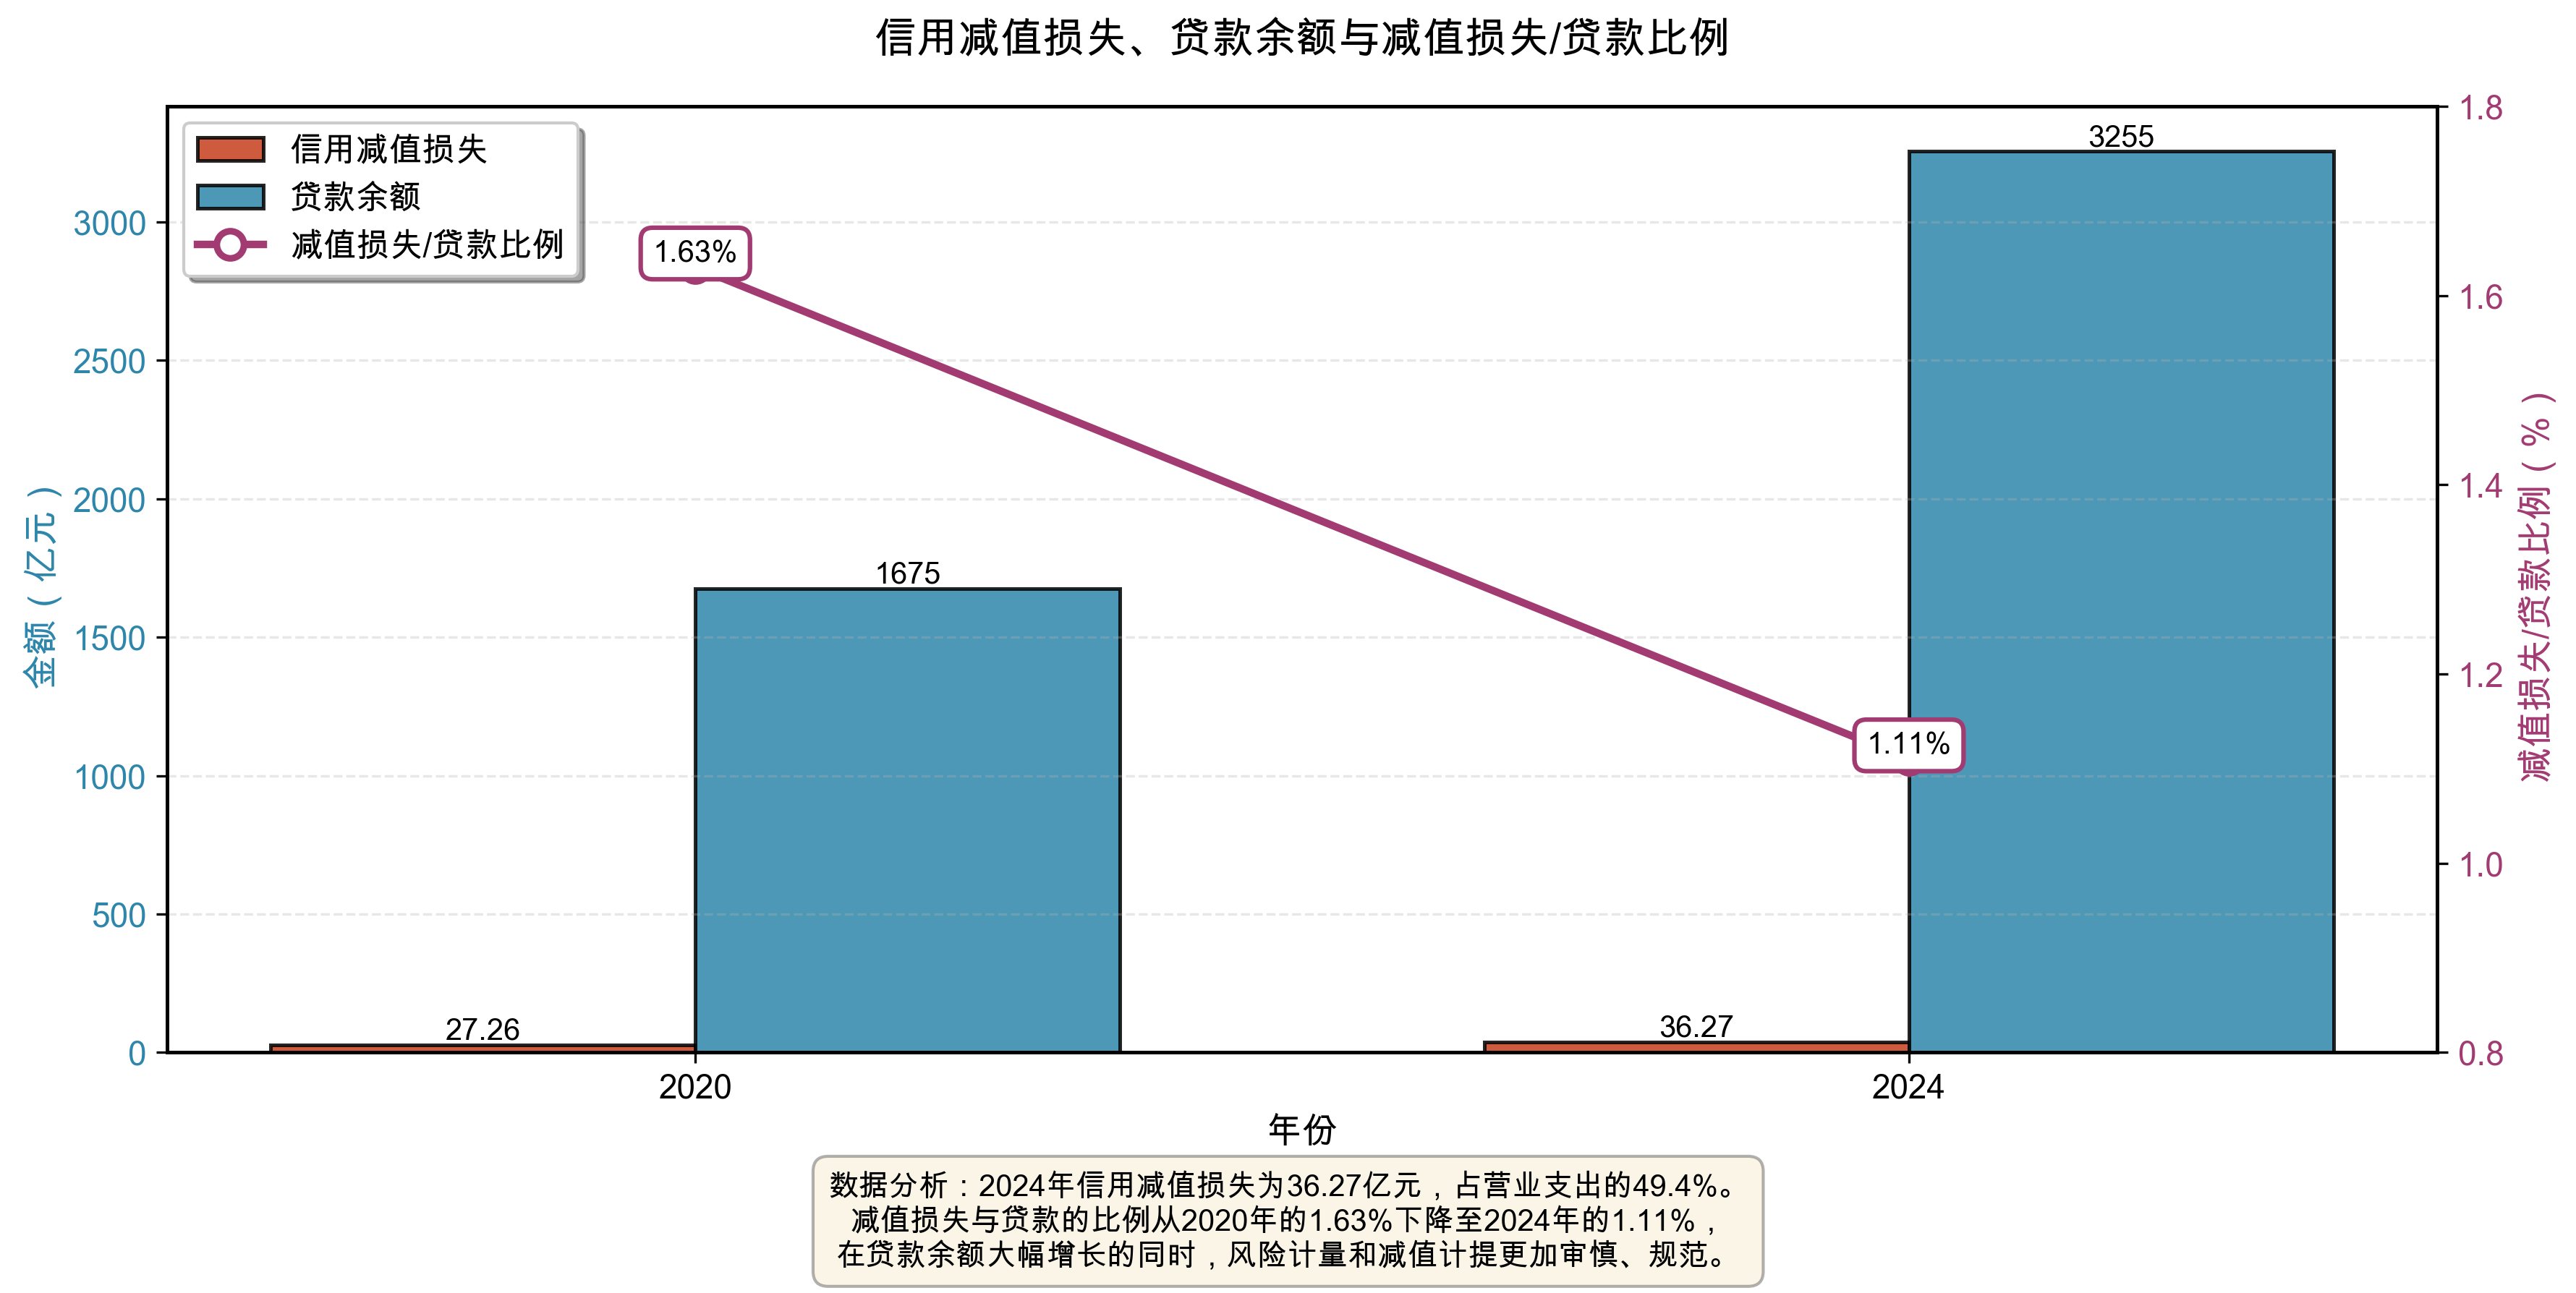 信用减值损失、贷款余额与减值损失/贷款比例
信用减值损失
贷款余额
减值损失/贷款比例
金额（亿元）
3000
2500
2000
1500
1000
500
0
减值损失/贷款比例（%）
1.8
1.6
1.4
1.2
1.0
0.8
1.63%
1.11%
27.26
1675
36.27
3255
2020
2024
年份
数据分析：2024年信用减值损失为36.27亿元，占营业支出的49.4%。
减值损失与贷款的比例从2020年的1.63%下降至2024年的1.11%，
在贷款余额大幅增长的同时，风险计量和减值计提更加审慎、规范。